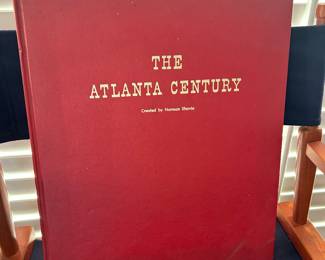 THE
ATLANTA CENTURY
Created by Norman Shavin